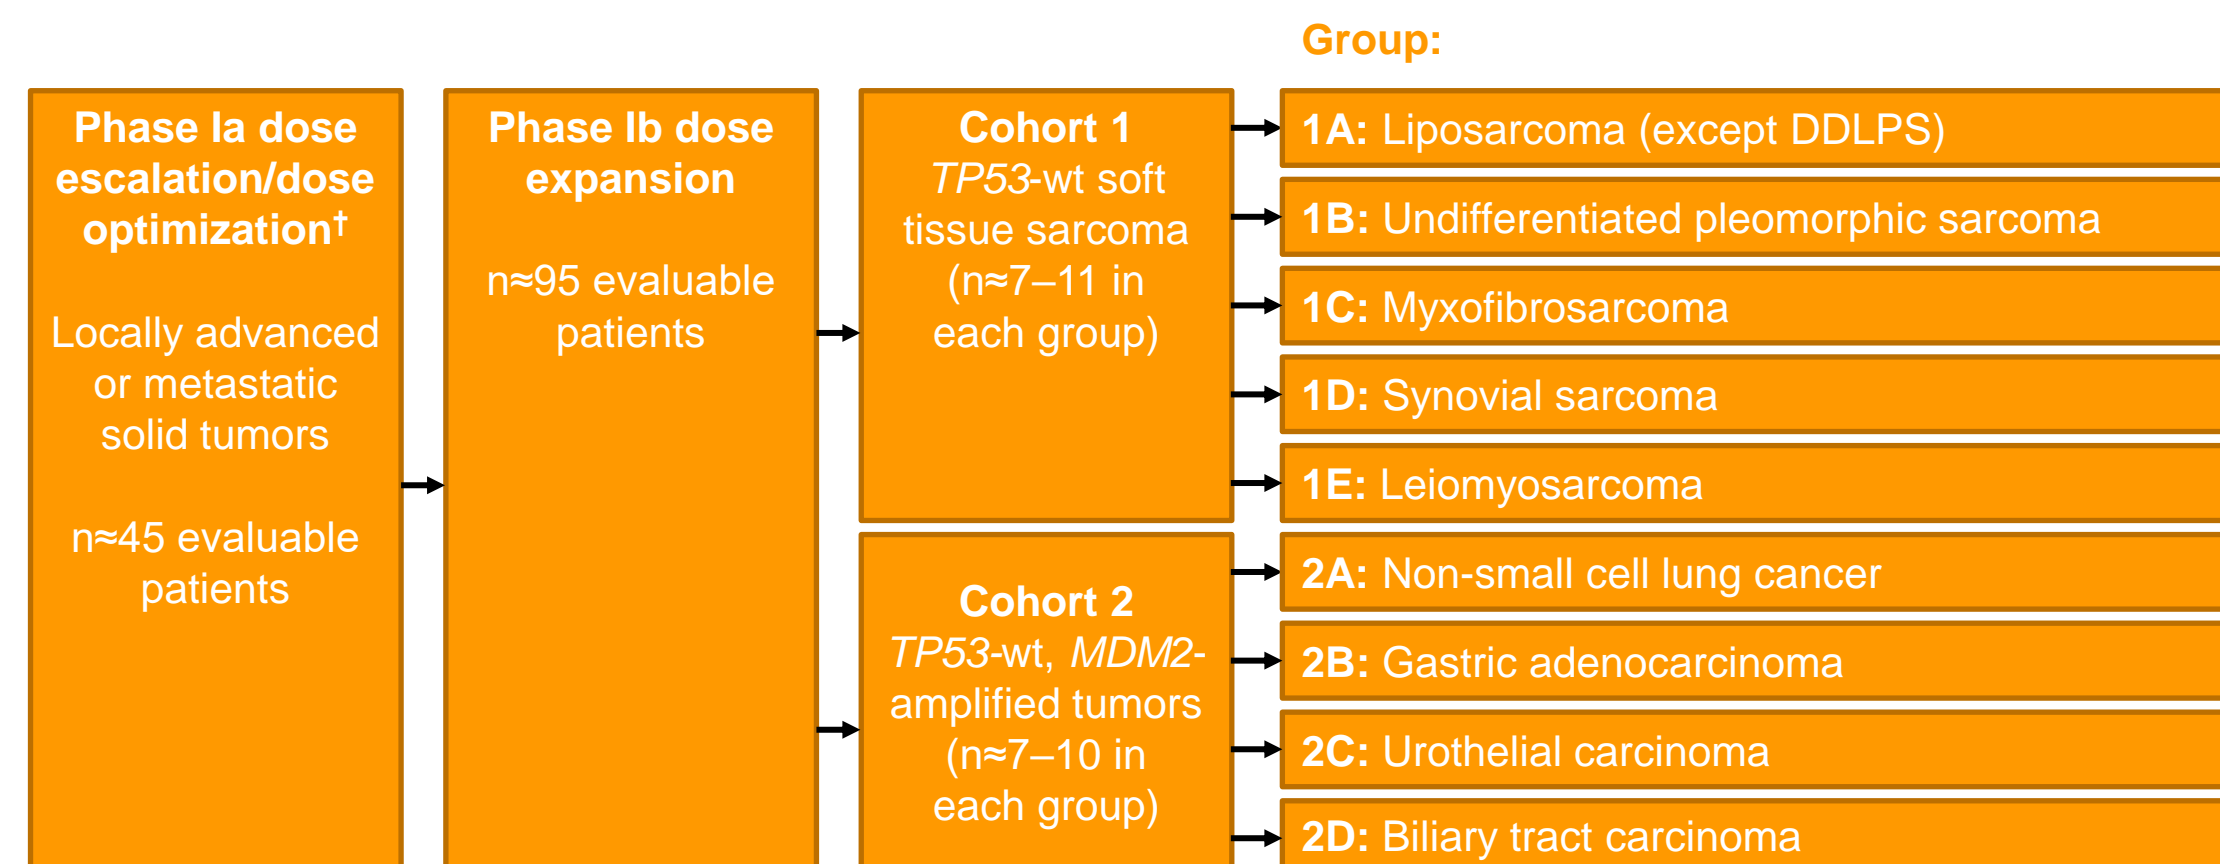 Group:
Phase Ia dose
escalation/dose
optimization†
Locally advanced
or metastatic
solid tumors
n≈45 evaluable
patients
Phase Ib dose
expansion
n≈95 evaluable
patients
Cohort 1
TP53-wt soft
tissue sarcoma
(n≈7–11 in
each group)
Cohort 2
TP53-wt, MDM2-
amplified tumors
(n≈7–10 in
each group)
1A: Liposarcoma (except DDLPS)
1B: Undifferentiated pleomorphic sarcoma
1C: Myxofibrosarcoma
1D: Synovial sarcoma
1E: Leiomyosarcoma
2A: Non-small cell lung cancer
2B: Gastric adenocarcinoma
2C: Urothelial carcinoma
2D: Biliary tract carcinoma